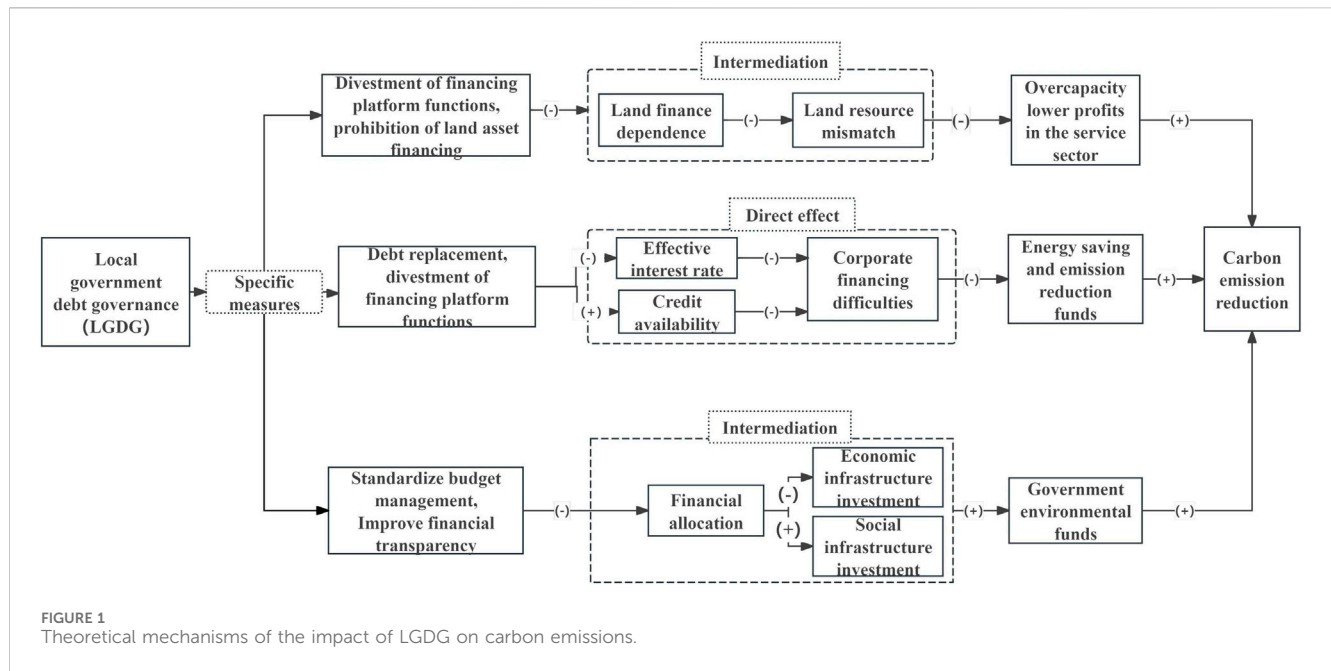 Intermediation
Divestment of financing
platform functions,
prohibition of land asset
financing
(-)
Land finance
dependence
(-)
Land resource
mismatch
(-)
Overcapacity
lower profits
in the service
sector
(+)
Local
government
debt governance
(LGDG)
Specific
measures
Debt replacement,
divestment of
financing platform
functions
Direct effect
(-)
Effective
interest rate
(-)
(+)
Credit
availability
(-)
Corporate
financing
difficulties
(-)
Energy saving
and emission
reduction
funds
(+)
Carbon
emission
reduction
Intermediation
Standardize budget
management,
Improve financial
transparency
(-)
Financial
allocation
(-)
(+)
Economic
infrastructure
investment
Social
infrastructure
investment
(+)
Government
environmental
funds
(+)
FIGURE 1
Theoretical mechanisms of the impact of LGDG on carbon emissions.